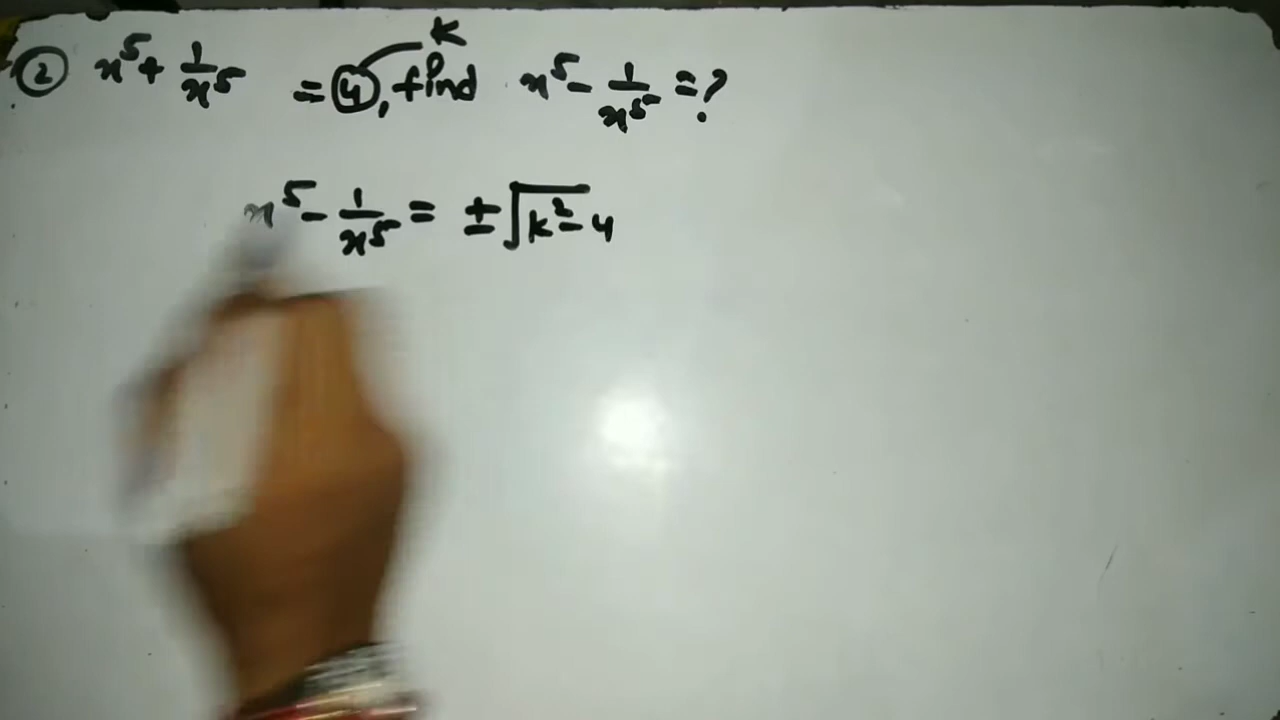 K
② x⁵ + 1/x⁵ = 4, find x⁵ - 1/x⁵ = ?
x⁵ - 1/x⁵ = ± √k² - 4